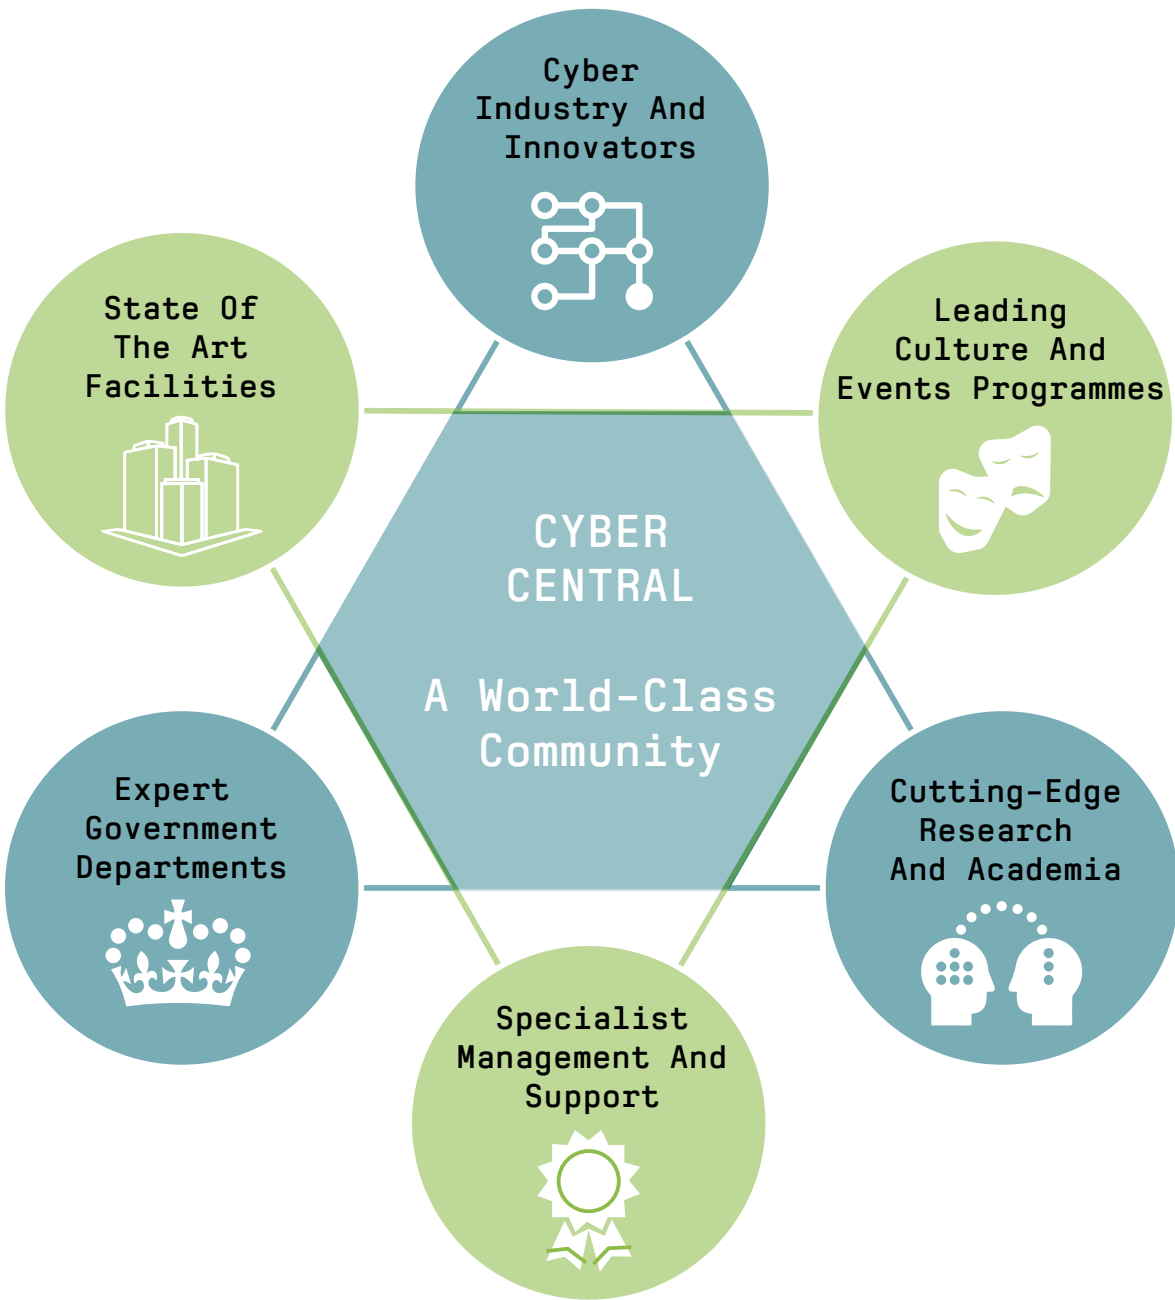 Cyber
Industry And
Innovators
State Of
The Art
Facilities
Leading
Culture And
Events Programmes
CYBER
CENTRAL
A World-Class
Community
Expert
Government
Departments
Cutting-Edge
Research
And Academia
Specialist
Management And
Support